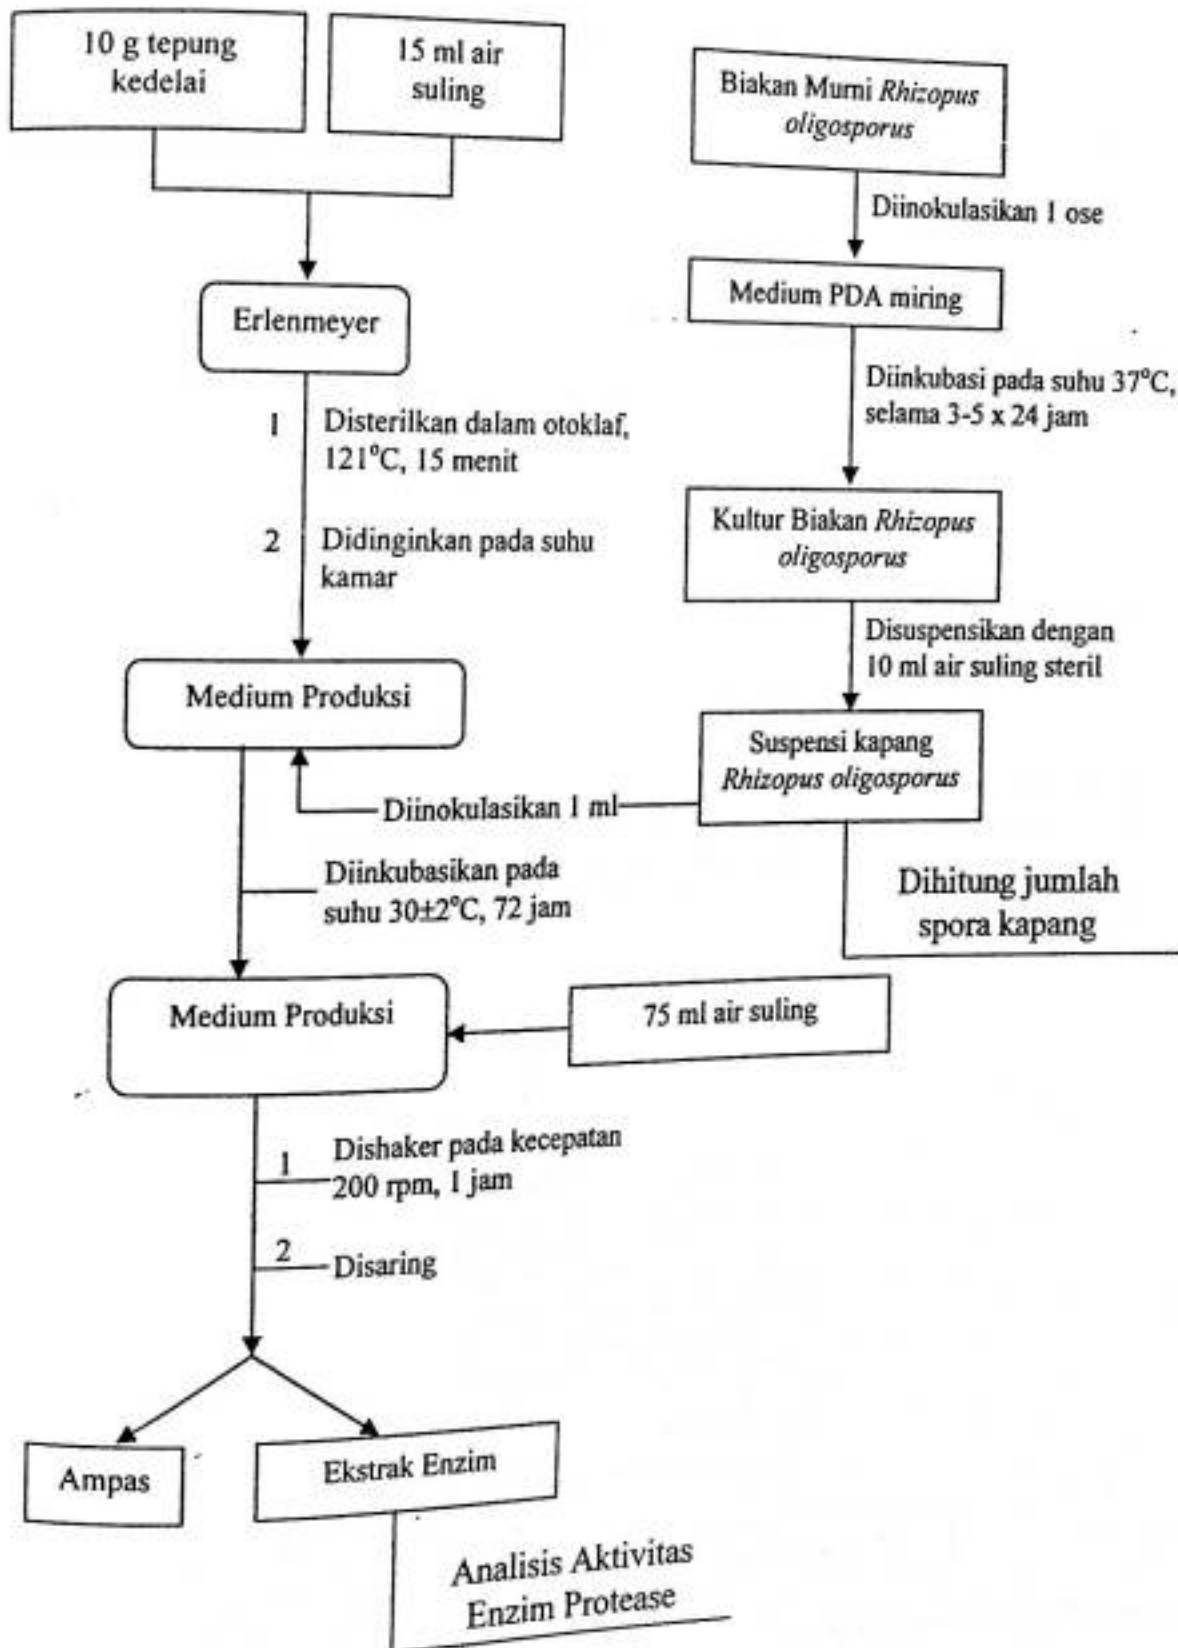 10 g tepung
kedelai
15 ml air
suling
Biakan Murni Rhizopus
oligosporus
Diinokulasikan 1 ose
Medium PDA miring
Erlenmeyer
Diinkubasi pada suhu 37°C,
selama 3-5 x 24 jam
1 Disterilkan dalam otoklaf,
121°C, 15 menit
2 Didinginkan pada suhu
kamar
Kultur Biakan Rhizopus
oligosporus
Disuspensikan dengan
10 ml air suling steril
Medium Produksi
Suspensi kapang
Rhizopus oligosporus
Diinokulasikan 1 ml
Diinkubasikan pada
suhu 30±2°C, 72 jam
Dihitung jumlah
spora kapang
Medium Produksi
75 ml air suling
1 Dishaker pada kecepatan
200 rpm, 1 jam
2 Disaring
Ampas
Ekstrak Enzim
Analisis Aktivitas
Enzim Protease